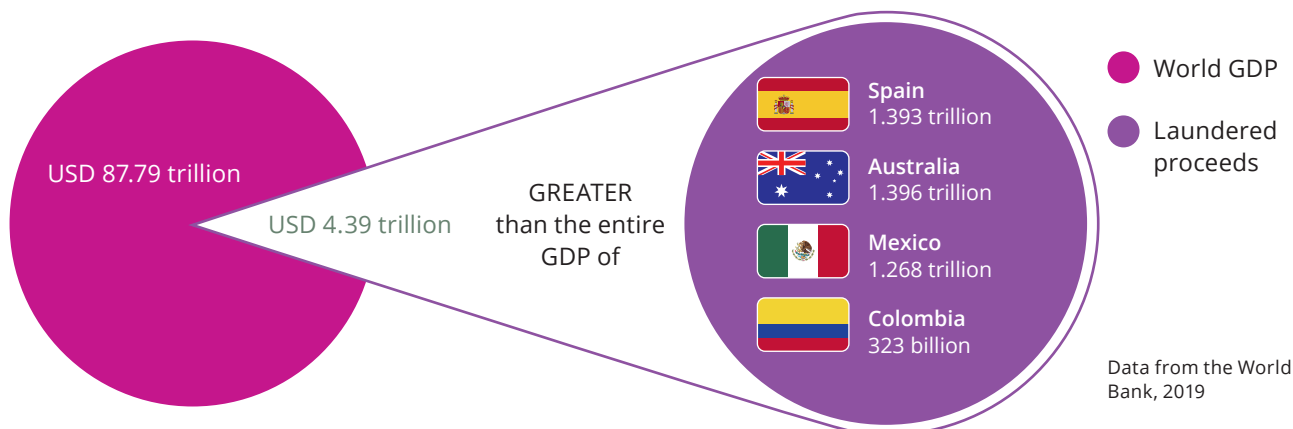 USD 87.79 trillion
USD 4.39 trillion
GREATER
than the entire
GDP of
Spain
1.393 trillion
Australia
1.396 trillion
Mexico
1.268 trillion
Colombia
323 billion
World GDP
Laundered
proceeds
Data from the World
Bank, 2019